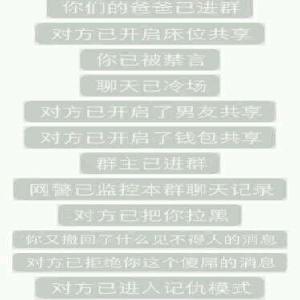 你们的爸爸已进群
对方已开启床位共享
你已被禁言
聊天已冷场
对方已开启了男友共享
对方已开启了钱包共享
群主已进群
网警已监控本群聊天记录
对方已把你拉黑
你又撤回了什么见不得人的消息
对方已拒绝你这个傻屌的消息
对方已进入记仇模式